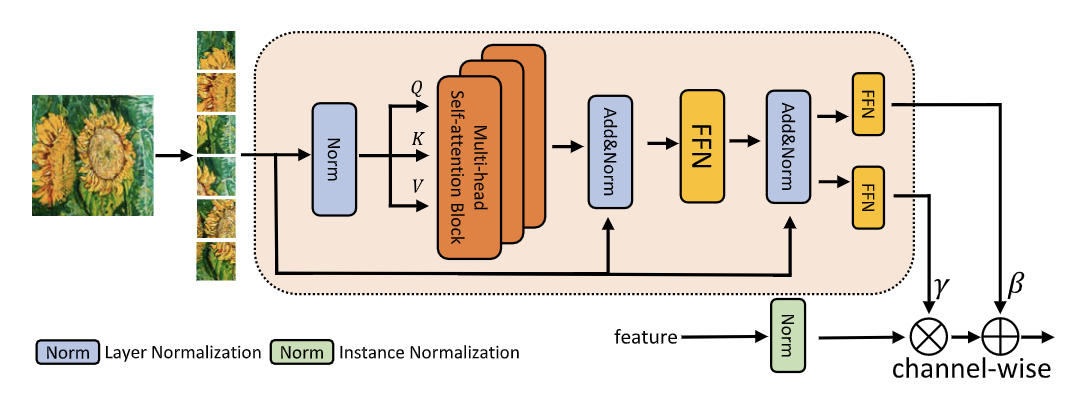 Norm
Q
K
V
Multi-head
Self-attention Block
Add&Norm
FFN
Add&Norm
FFN
FFN
γ
β
feature
Norm
channel-wise
Norm Layer Normalization
Norm Instance Normalization